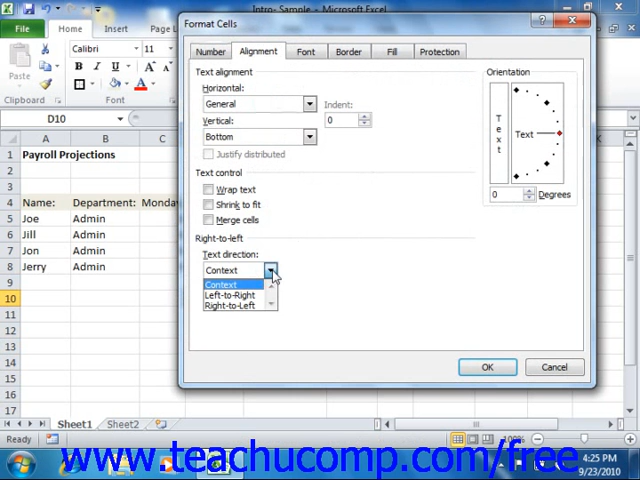 Intro- Sample - Microsoft Excel
File Home Insert
Calibri 11
B I U
Paste
Clipboard Font
D10
A B C K
1 Payroll Projections
2
3
4 Name: Department: Monday
5 Joe Admin
6 Jill Admin
7 Jon Admin
8 Jerry Admin
9
10
11
12
13
14
15
16
17
Sheet1 Sheet2
Ready 100%
Format Cells
Number Alignment Font Border Fill Protection
Text alignment
Horizontal:
General
Indent:
Vertical:
0
Bottom
Justify distributed
Text control
Wrap text
Shrink to fit
Merge cells
Right-to-left
Text direction:
Context
Context
Left-to-Right
Right-to-Left
Orientation
Text
Text
0 Degrees
OK Cancel
4:25 PM
9/23/2010
www.teachucomp.com/free